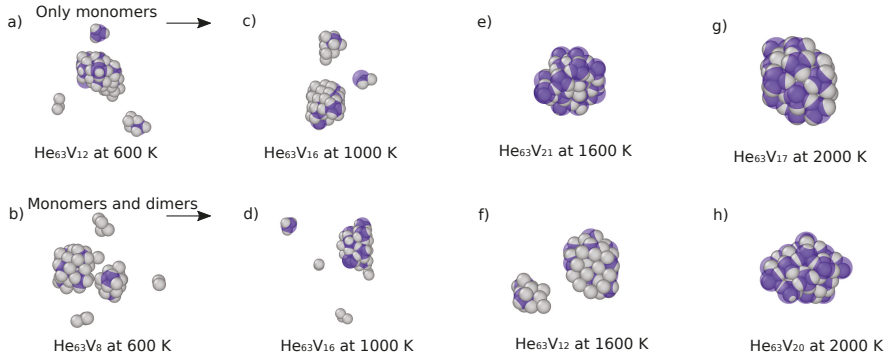 a) Only monomers c) e) g)
He₆₃V₁₂ at 600 K He₆₃V₁₆ at 1000 K He₆₃V₂₁ at 1600 K He₆₃V₁₇ at 2000 K
b) Monomers and dimers d) f) h)
He₆₃V₈ at 600 K He₆₃V₁₆ at 1000 K He₆₃V₁₂ at 1600 K He₆₃V₂₀ at 2000 K